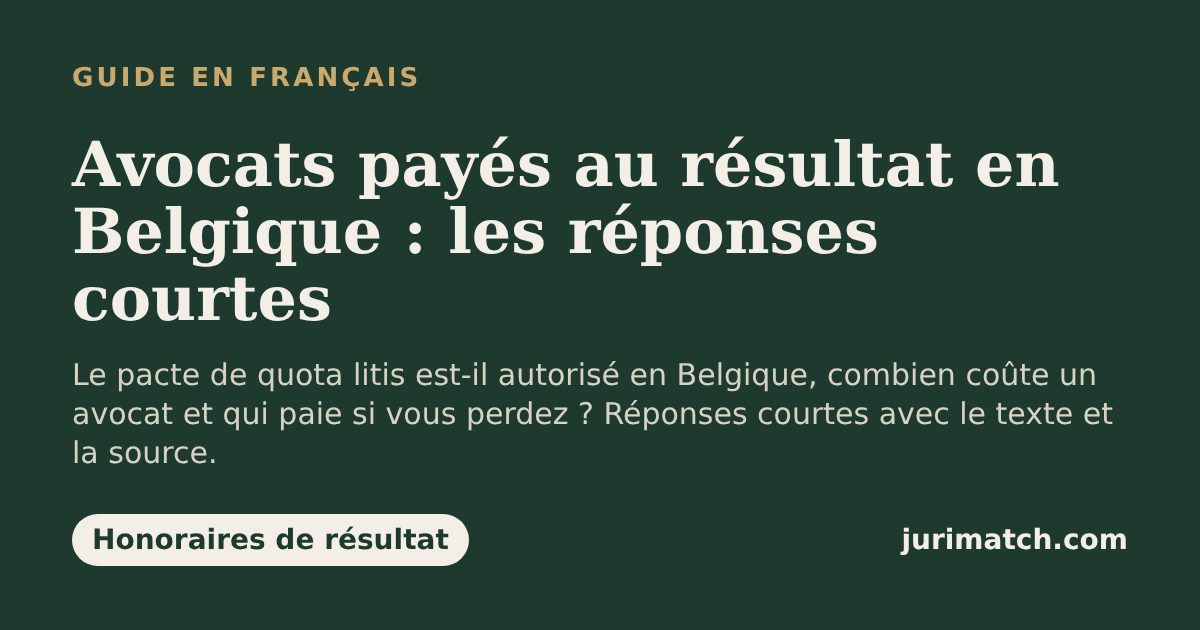 GUIDE EN FRANÇAIS
Avocats payés au résultat en
Belgique : les réponses
courtes
Le pacte de quota litis est-il autorisé en Belgique, combien coûte un
avocat et qui paie si vous perdez ? Réponses courtes avec le texte et
la source.
Honoraires de résultat
jurimatch.com